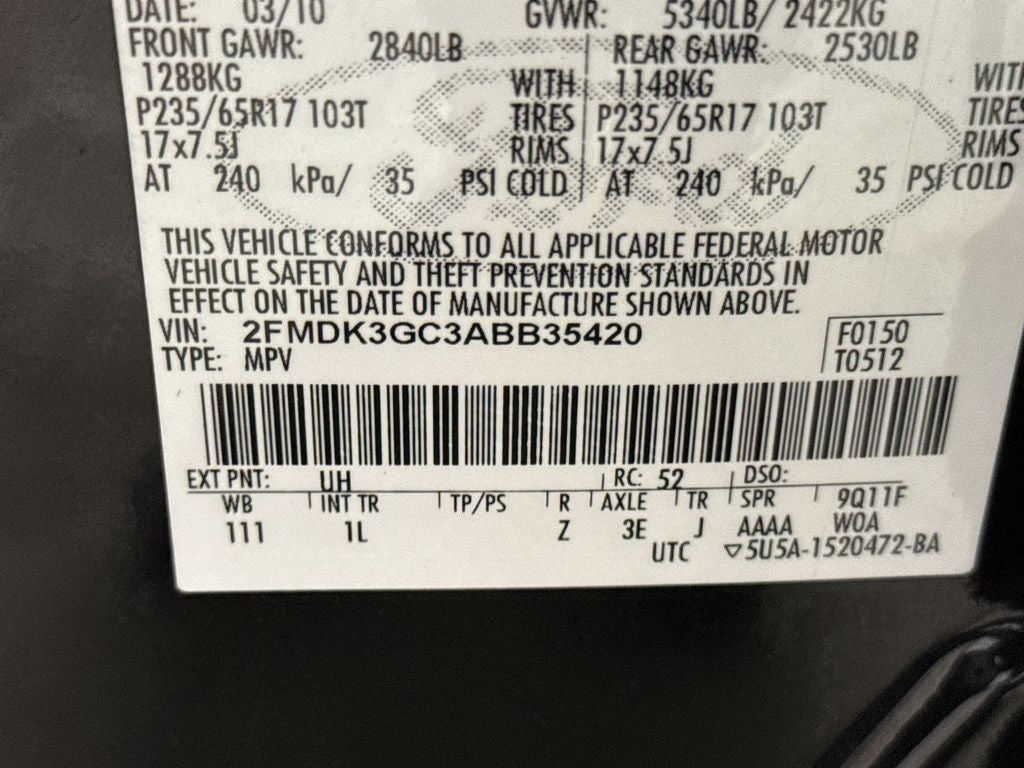 DATE: 03/10 GVWR: 5340LB/ 2422KG
FRONT GAWR: 2840LB REAR GAWR: 2530LB
1288KG WITH 1148KG WITH
P235/65R17 103T TIRES P235/65R17 103T TIRES
17x7.5J RIMS 17x7.5J RIMS
AT 240 kPa/ 35 PSI COLD AT 240 kPa/ 35 PSI COLD
THIS VEHICLE CONFORMS TO ALL APPLICABLE FEDERAL MOTOR
VEHICLE SAFETY AND THEFT PREVENTION STANDARDS IN
EFFECT ON THE DATE OF MANUFACTURE SHOWN ABOVE.
VIN: 2FMDK3GC3ABB35420 F0150
TYPE: MPV T0512
EXT PNT: UH RC: 52 DSO:
WB INT TR TP/PS R AXLE TR SPR 9Q11F
111 1L Z 3E J AAAA WOA
UTC ▽5U5A-1520472-BA